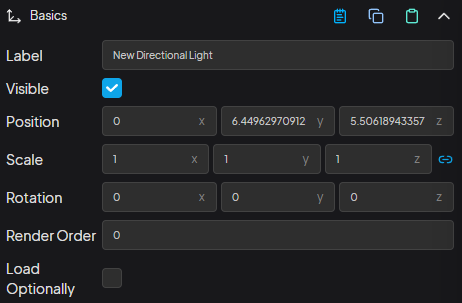 Basics
Label New Directional Light
Visible
Position 0 x 6.44962970912 y 5.50618943357 z
Scale 1 x 1 y 1 z
Rotation 0 x 0 y 0 z
Render Order 0
Load
Optionally